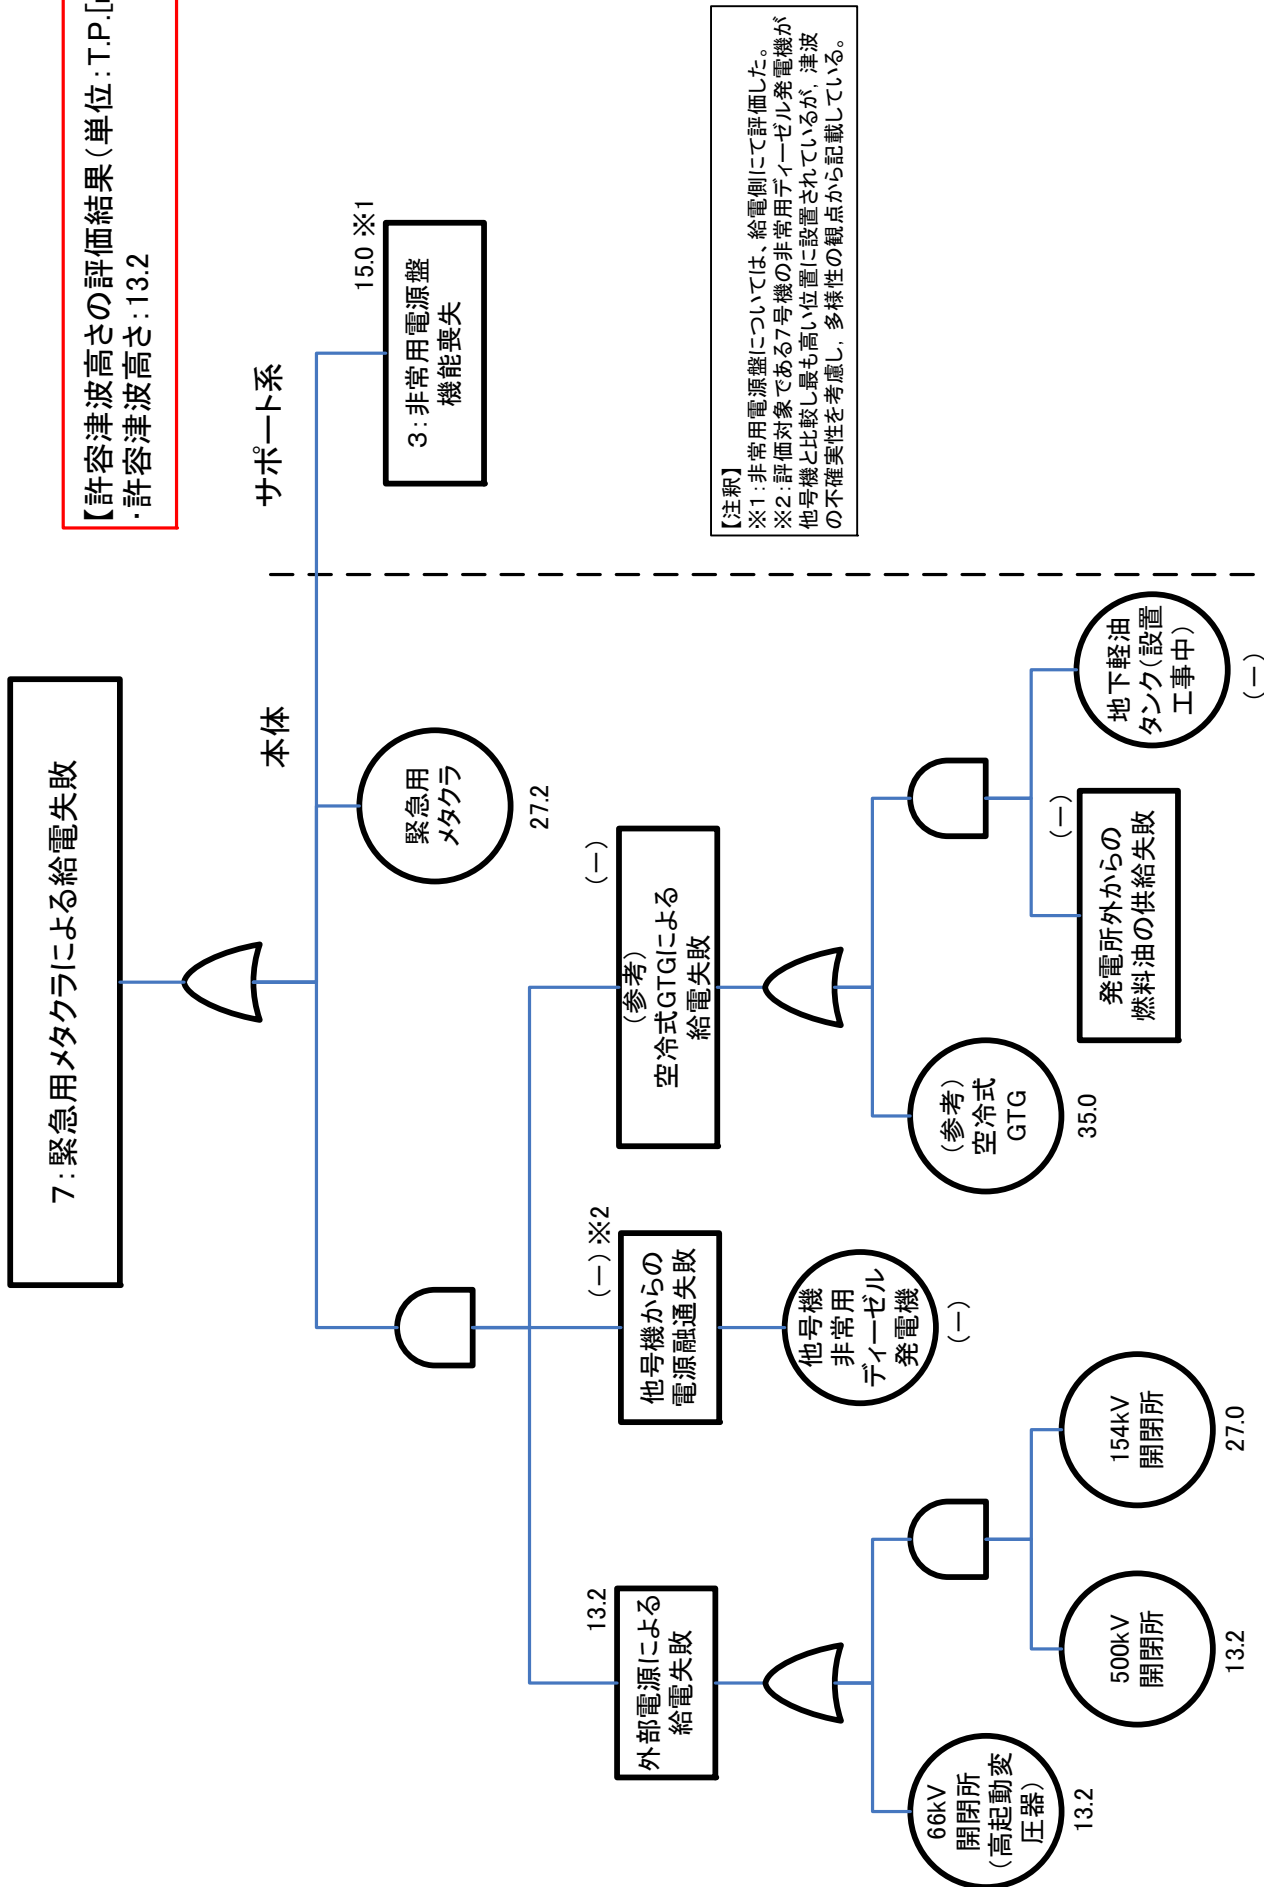 【許容津波高さの評価結果(単位:T.P.[
・許容津波高さ:13.2
7:緊急用メタクラによる給電失敗
本体
サポート系
15.0 ※1
3:非常用電源盤
機能喪失
緊急用
メタクラ
27.2
13.2
外部電源による
給電失敗
(-)※2
他号機からの
電源融通失敗
(-)
(参考)
空冷式GTGによる
給電失敗
66kV
開閉所
(高起動変
圧器)
13.2
500kV
開閉所
13.2
154kV
開閉所
27.0
他号機
非常用
ディーゼル
発電機
(-)
(参考)
空冷式
GTG
35.0
(-)
発電所外からの
燃料油の供給失敗
地下軽油
タンク(設置
工事中)
(-)
【注釈】
※1:非常用電源盤については、給電側にて評価した。
※2:評価対象である7号機の非常用ディーゼル発電機が
他号機と比較し最も高い位置に設置されているが, 津波
の不確実性を考慮し, 多様性の観点から記載している。